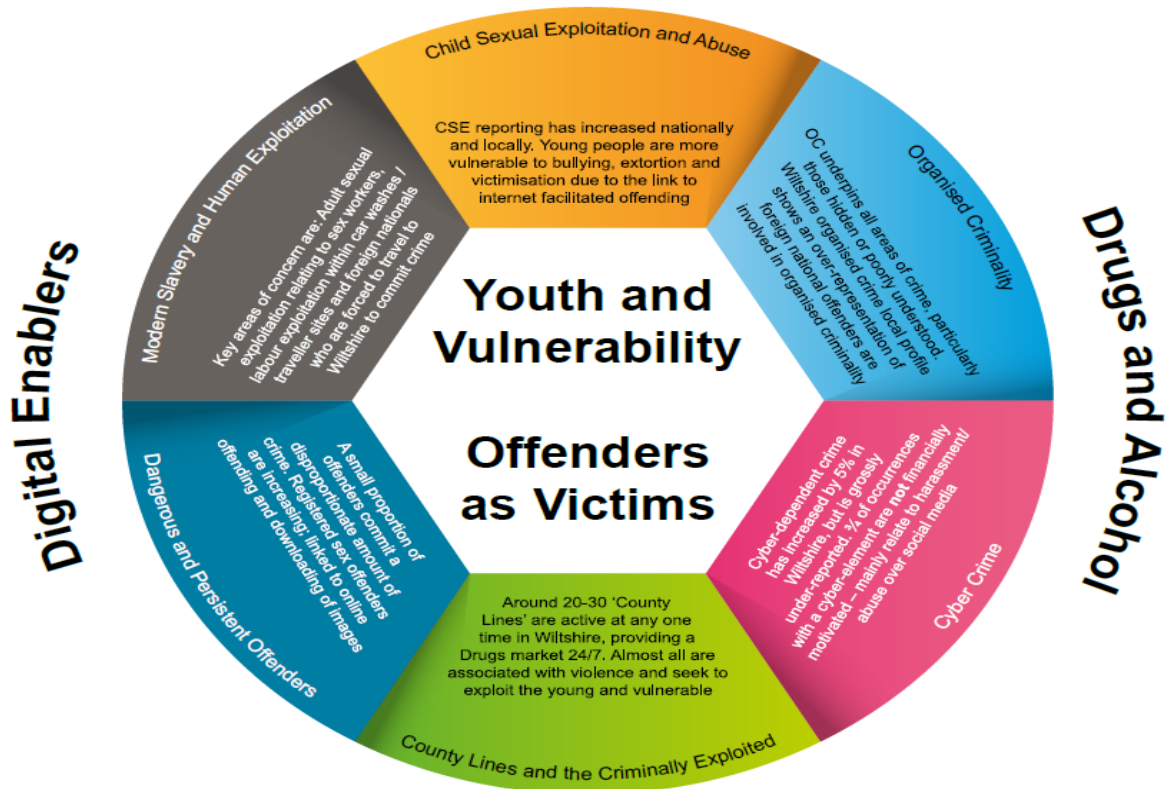 Child Sexual Exploitation and Abuse
CSE reporting has increased nationally
and locally. Young people are more
vulnerable to bullying, extortion and
victimisation due to the link to
internet facilitated offending
Organised Criminality
OC underpins all areas of crime, particularly
those hidden or poorly understood.
Wiltshire organised crime local profile
shows an over-representation of
foreign national offenders are
involved in organised criminality
Cyber Crime
Cyber-dependent crime
has increased by 5% in
Wiltshire, but is grossly
under-reported. ¾ of occurrences
with a cyber-element are not financially
motivated – mainly relate to harassment/
abuse over social media
County Lines and the Criminally Exploited
Around 20-30 ‘County
Lines’ are active at any one
time in Wiltshire, providing a
Drugs market 24/7. Almost all are
associated with violence and seek to
exploit the young and vulnerable
Dangerous and Persistent Offenders
A small proportion of
offenders commit a
disproportionate amount of
crime. Registered sex offenders
are increasing; linked to online
offending and downloading of images
Modern Slavery and Human Exploitation
Key areas of concern are; Adult sexual
exploitation relating to sex workers,
labour exploitation within car washes /
traveller sites and foreign nationals
who are forced to travel to
Wiltshire to commit crime
Youth and
Vulnerability
Offenders
as Victims
Digital Enablers
Drugs and Alcohol